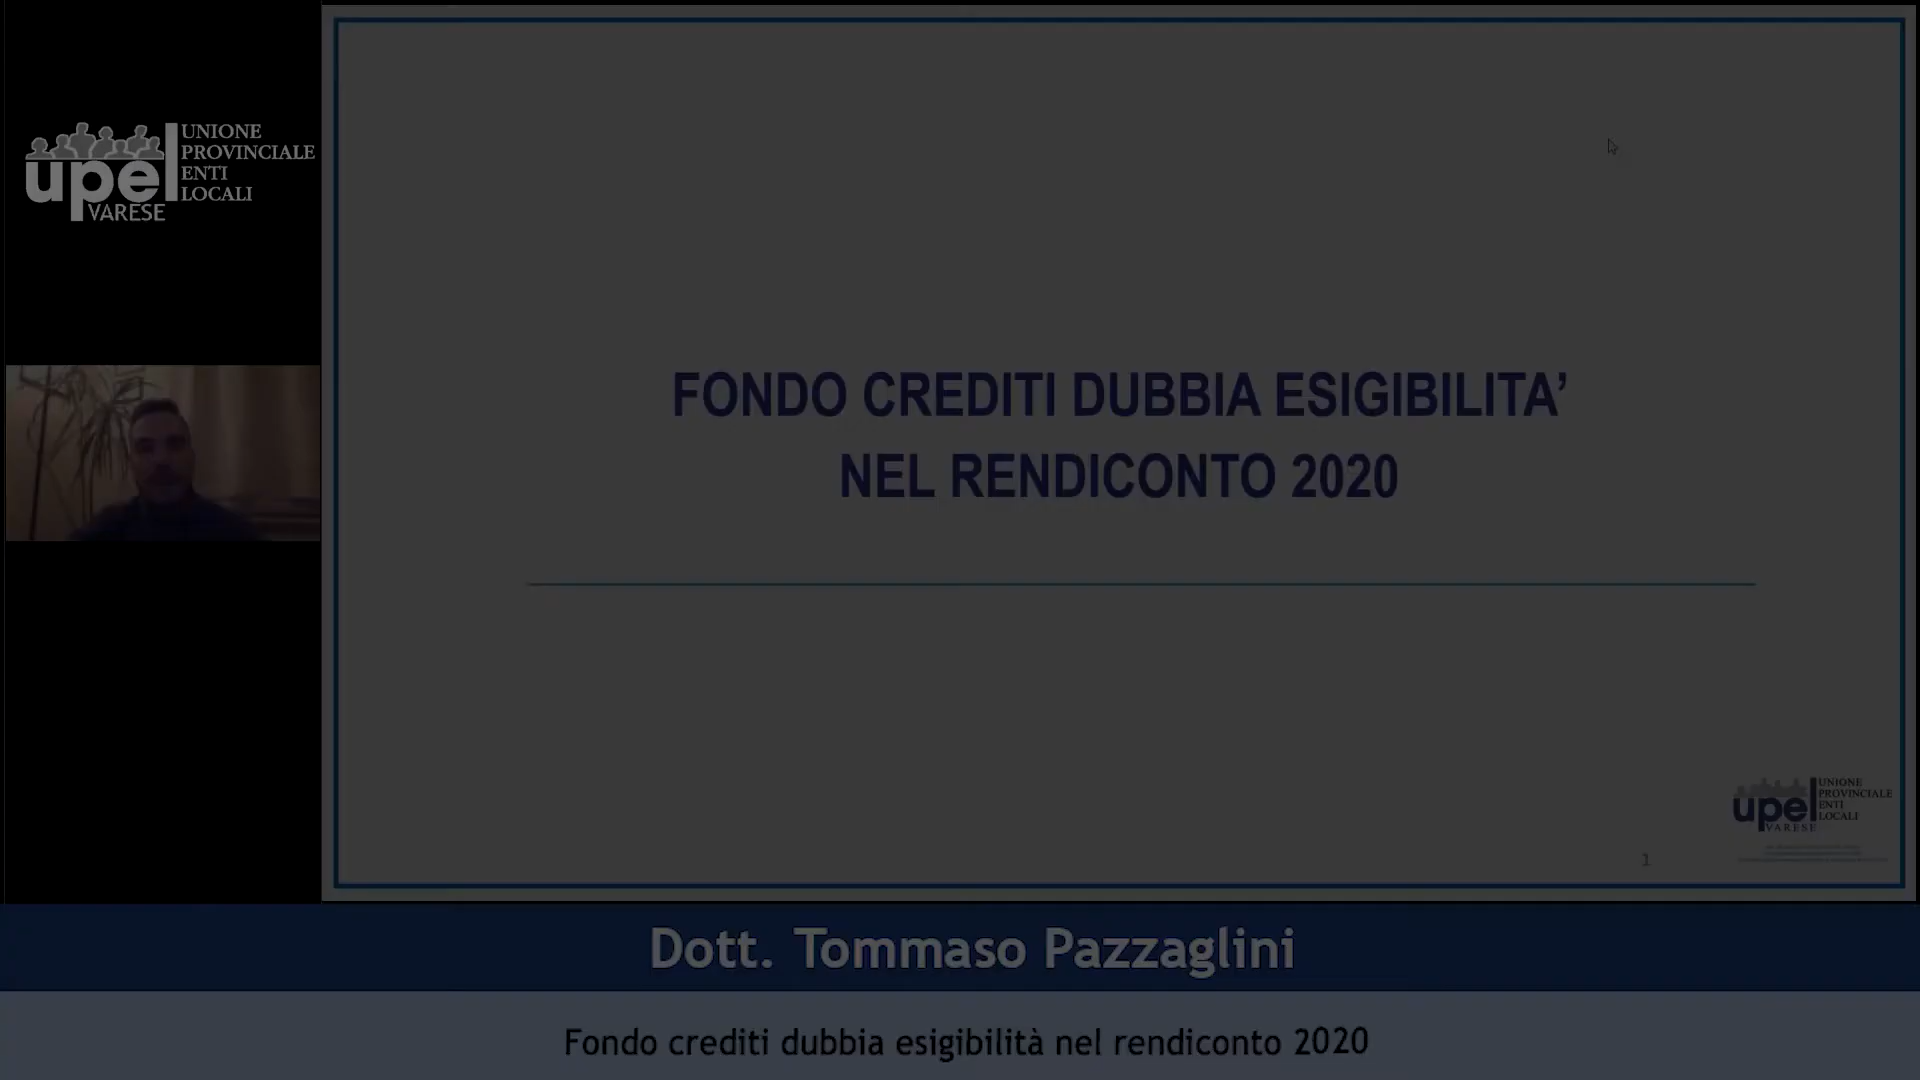 UNIONE
PROVINCIALE
ENTI
LOCALI
upel
VARESE
FONDO CREDITI DUBBIA ESIGIBILITA’
NEL RENDICONTO 2020
UNIONE
PROVINCIALE
ENTI
LOCALI
upel
VARESE
1
Dott. Tommaso Pazzaglini
Fondo crediti dubbia esigibilità nel rendiconto 2020